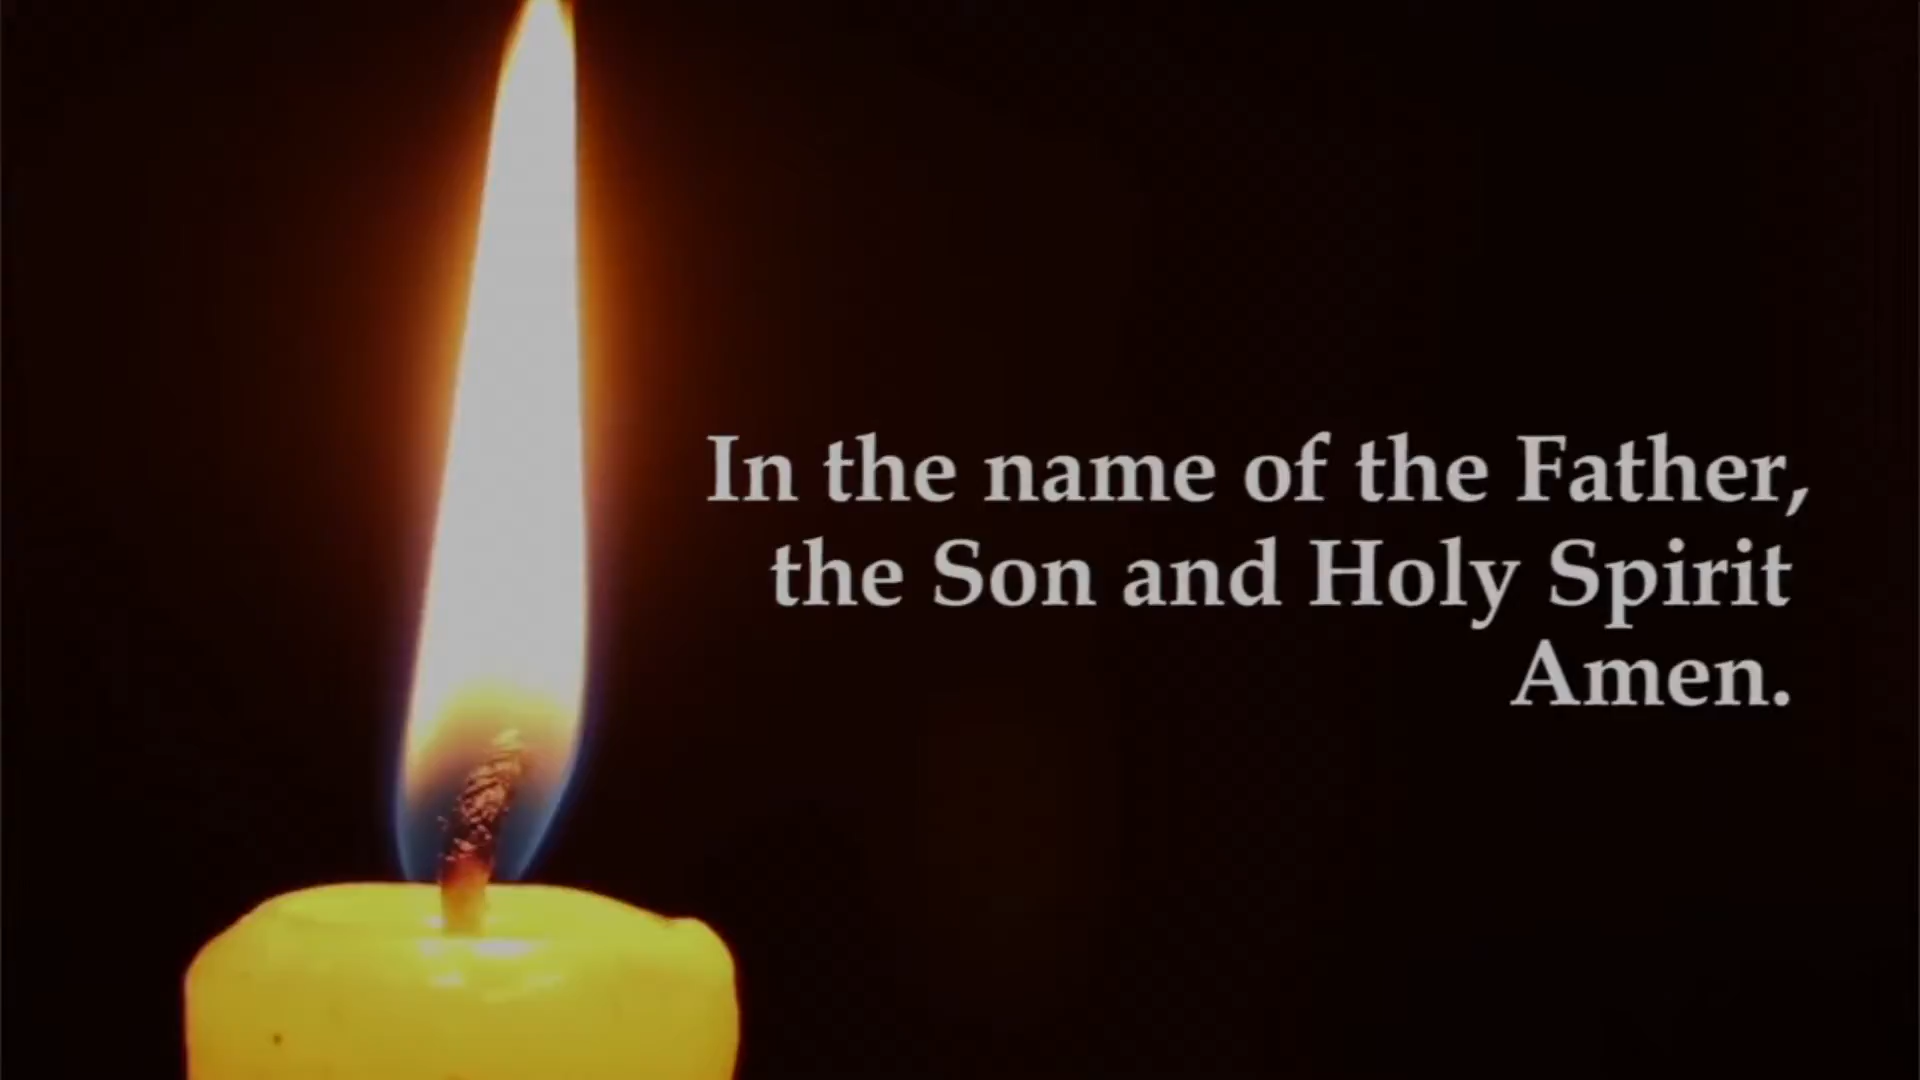 In the name of the Father,
the Son and Holy Spirit
Amen.